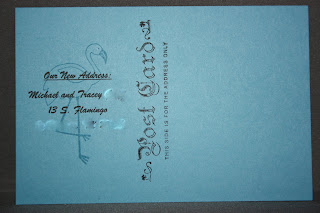 Our New Address:
Michael and Tracey
13 S. Flamingo
Post Card
THIS SIDE IS FOR THE ADDRESS ONLY